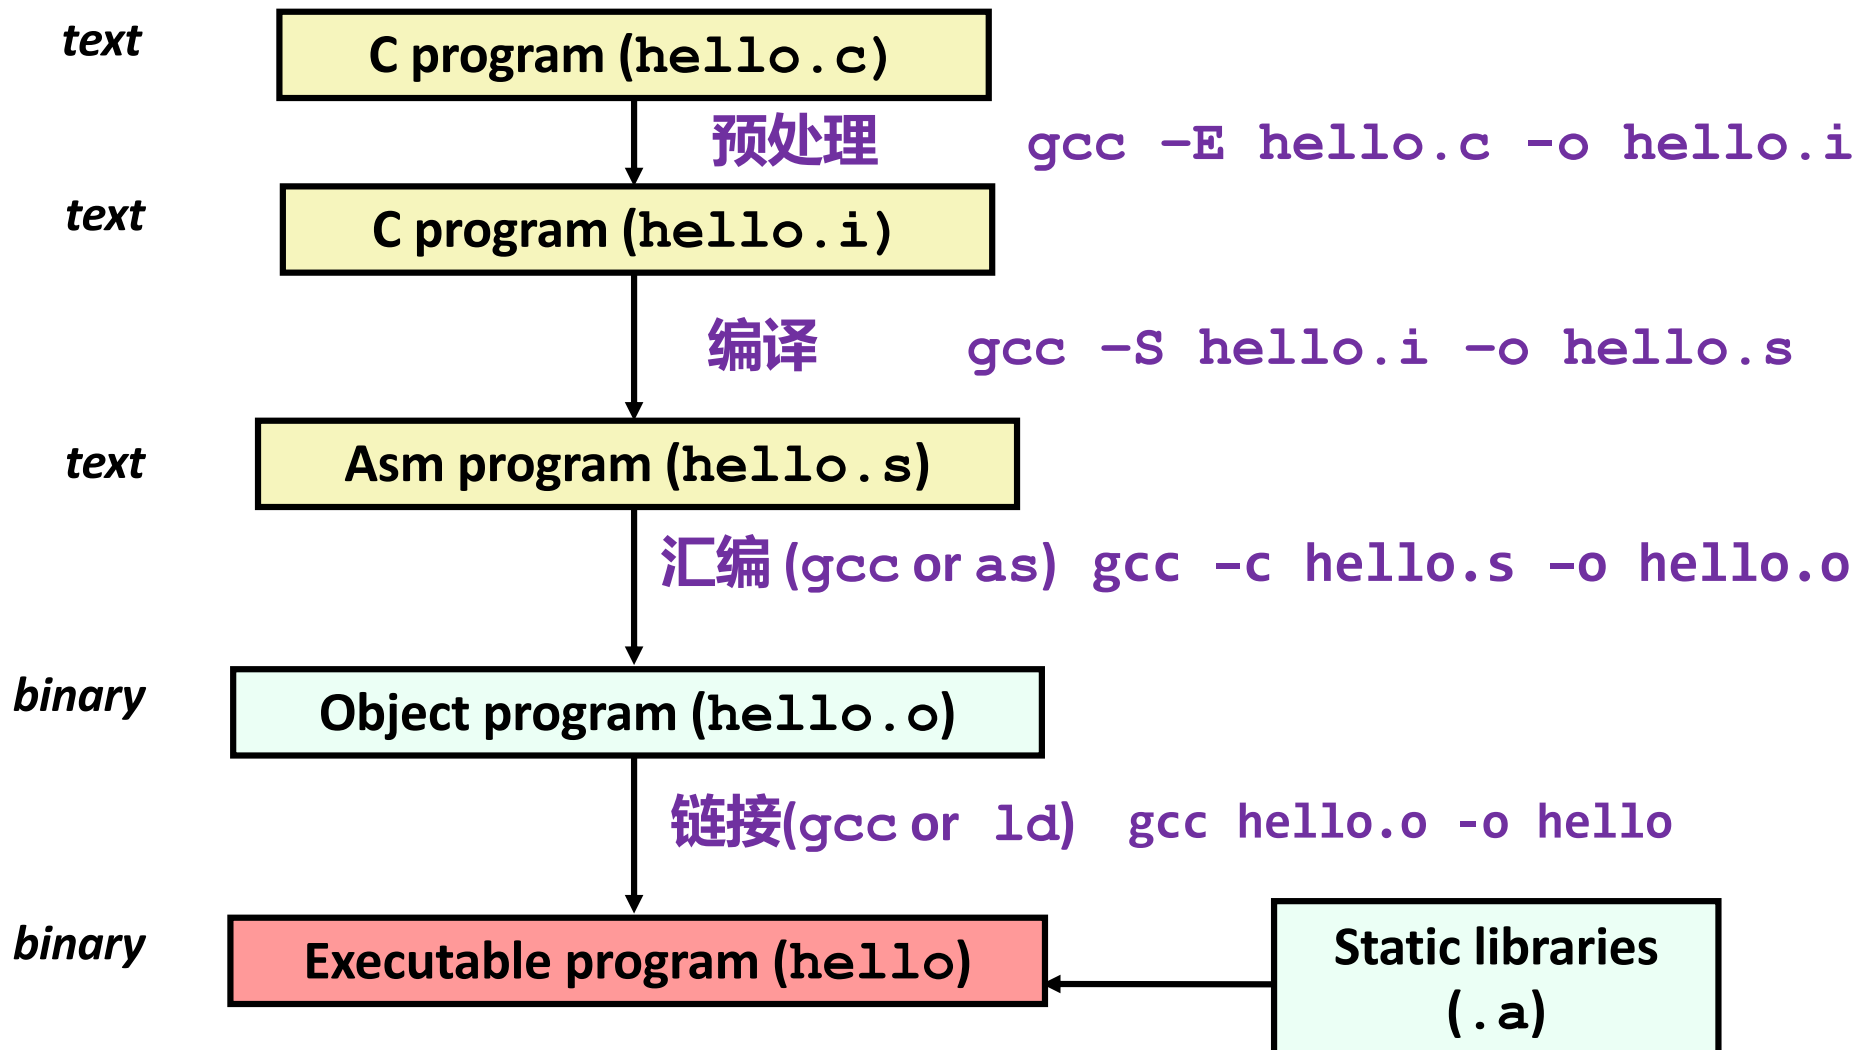 text
C program (hello.c)
预处理 gcc –E hello.c -o hello.i
text
C program (hello.i)
编译 gcc –S hello.i –o hello.s
text
Asm program (hello.s)
汇编 (gcc or as) gcc –c hello.s –o hello.o
binary
Object program (hello.o)
链接(gcc or ld) gcc hello.o -o hello
binary
Executable program (hello)
Static libraries
(.a)